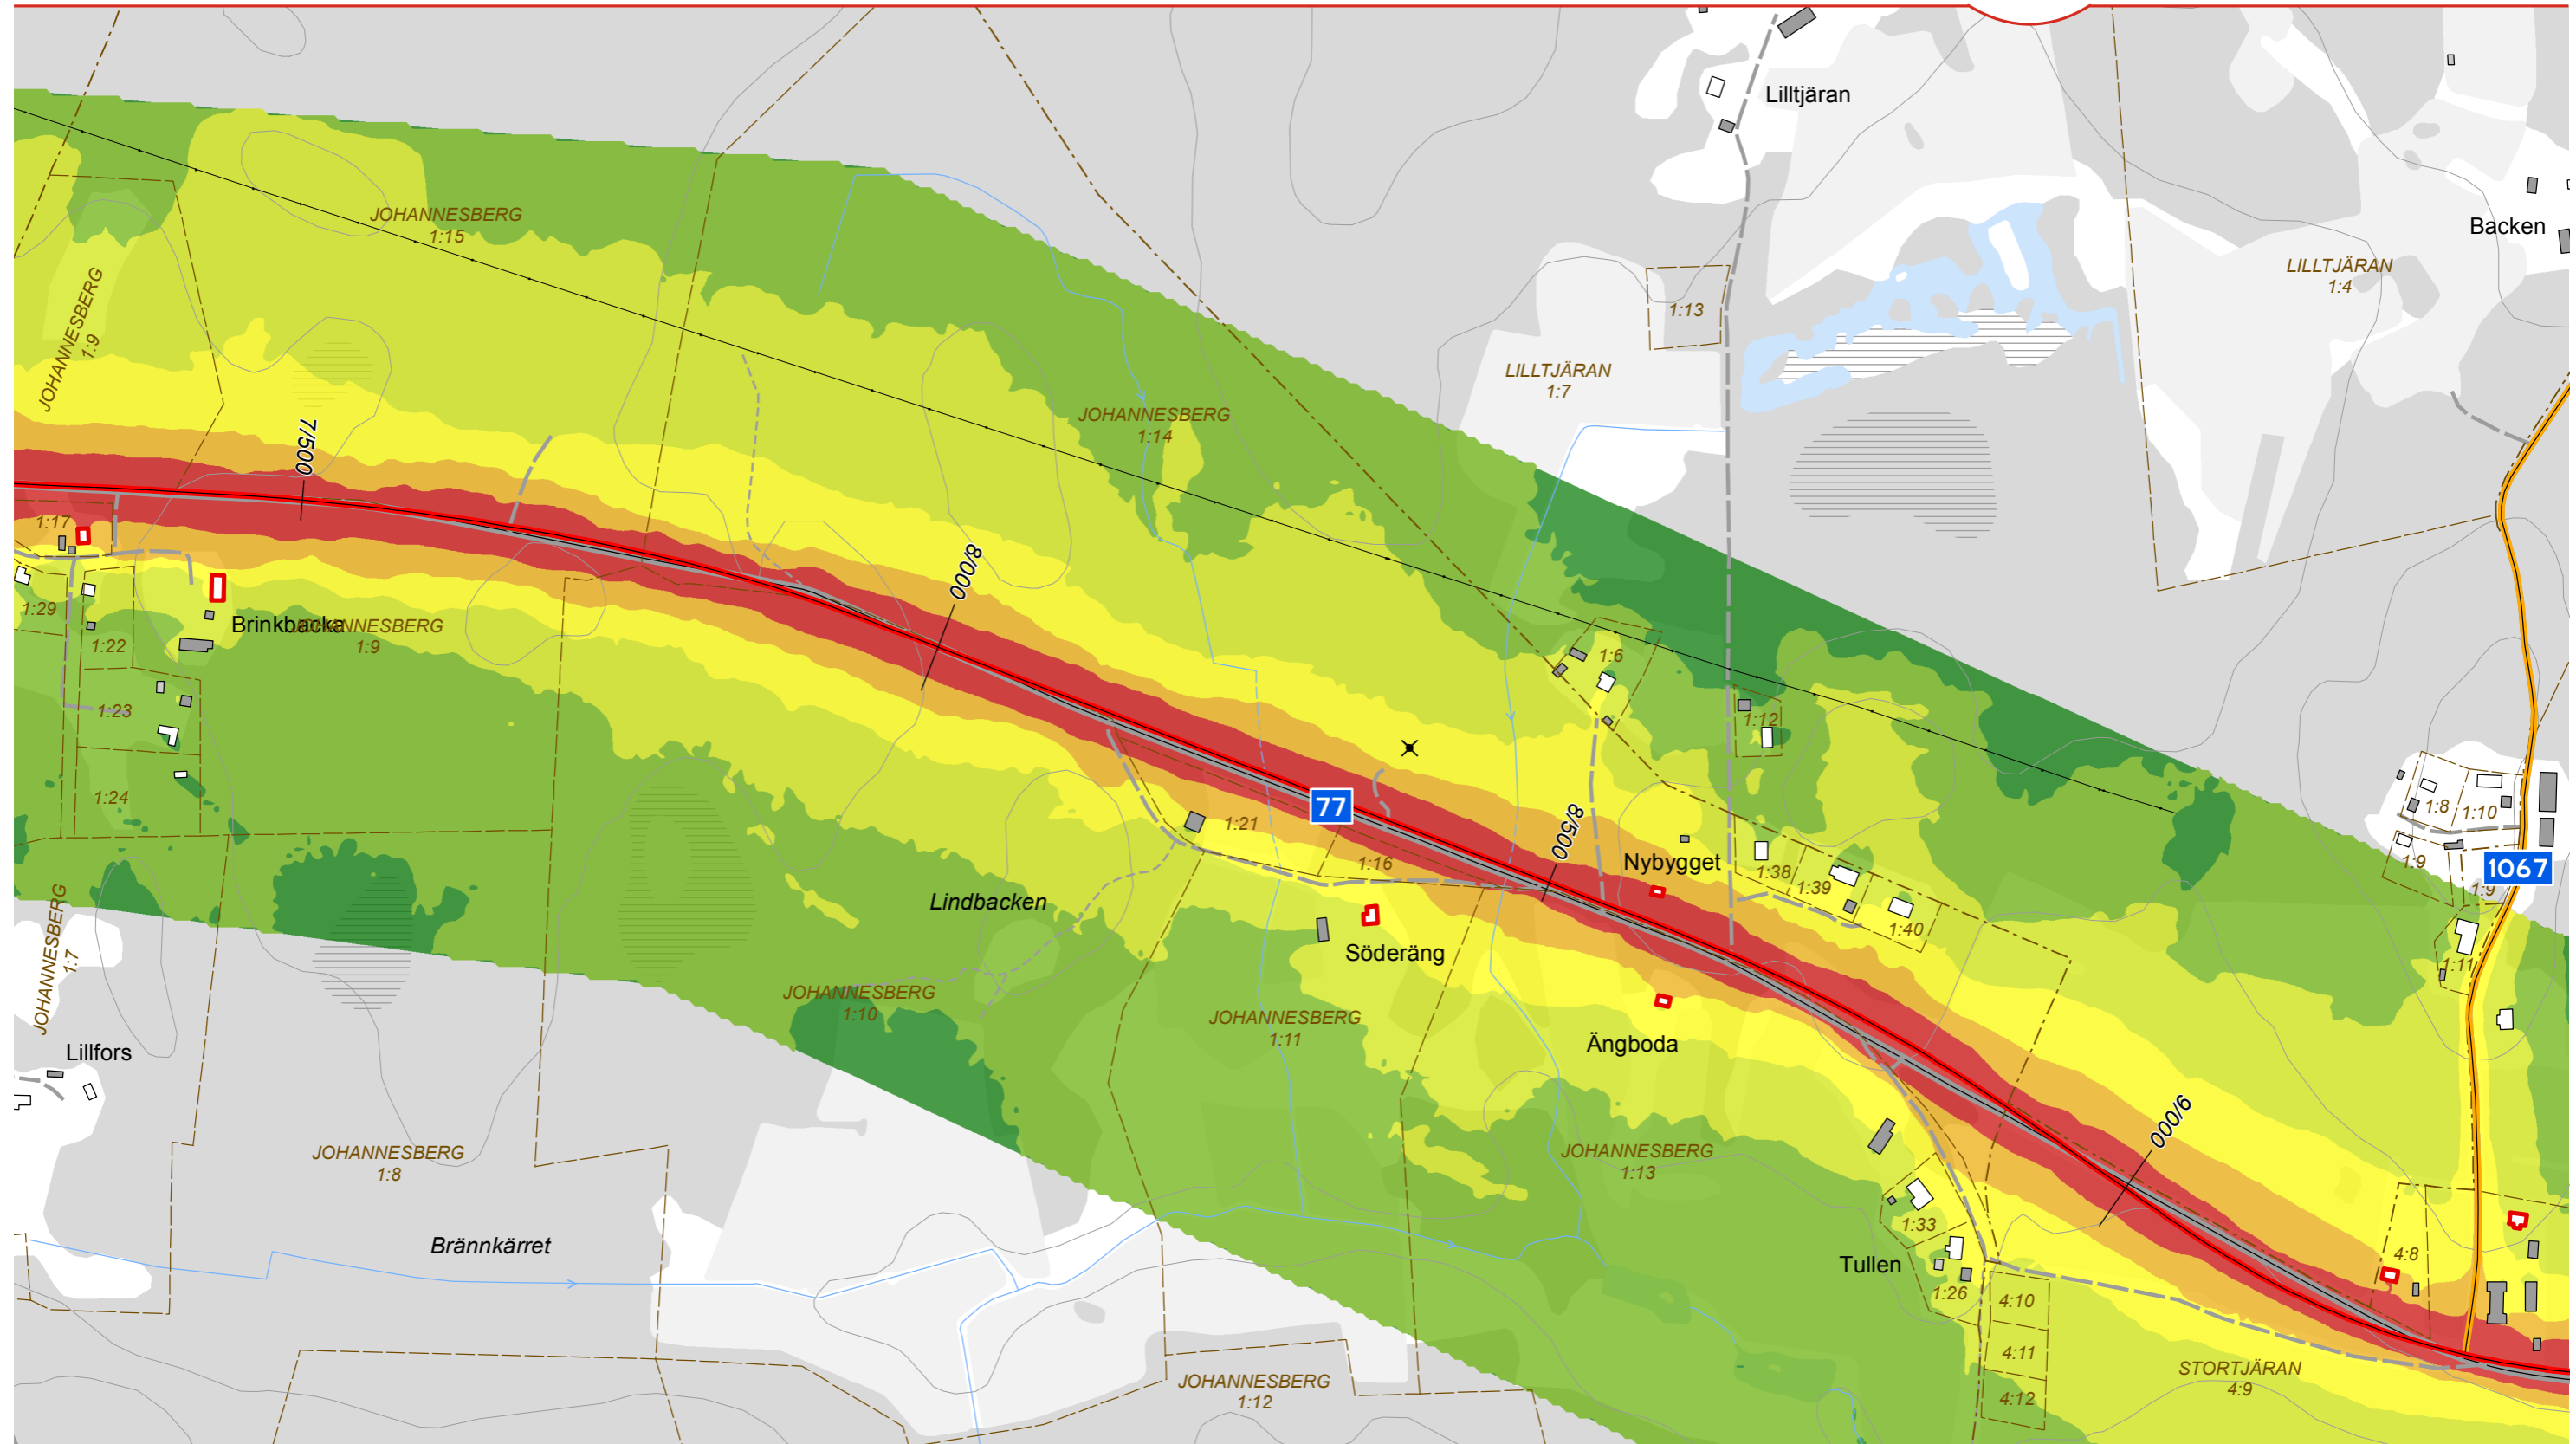 Lilltjäran
Backen
JOHANNESBERG
1:15
LILLTJÄRAN
1:4
1:13
JOHANNESBERG
1:9
LILLTJÄRAN
1:7
JOHANNESBERG
1:14
7/500
1:17
8/000
1:29
Brinkbacka
JOHANNESBERG
1:9
1:22
1:6
1:23
1:12
1:24
77
1:21
8/500
1:8
1:10
1:16
Nybygget
1:38
1:39
1:9
1067
1:9
Lindbacken
1:40
JOHANNESBERG
1:7
Söderäng
1:11
JOHANNESBERG
1:10
JOHANNESBERG
1:11
Ängboda
Lillfors
9/000
JOHANNESBERG
1:8
JOHANNESBERG
1:13
1:33
Brännkärret
Tullen
4:8
1:26
4:10
4:11
JOHANNESBERG
1:12
STORTJÄRAN
4:9
4:12